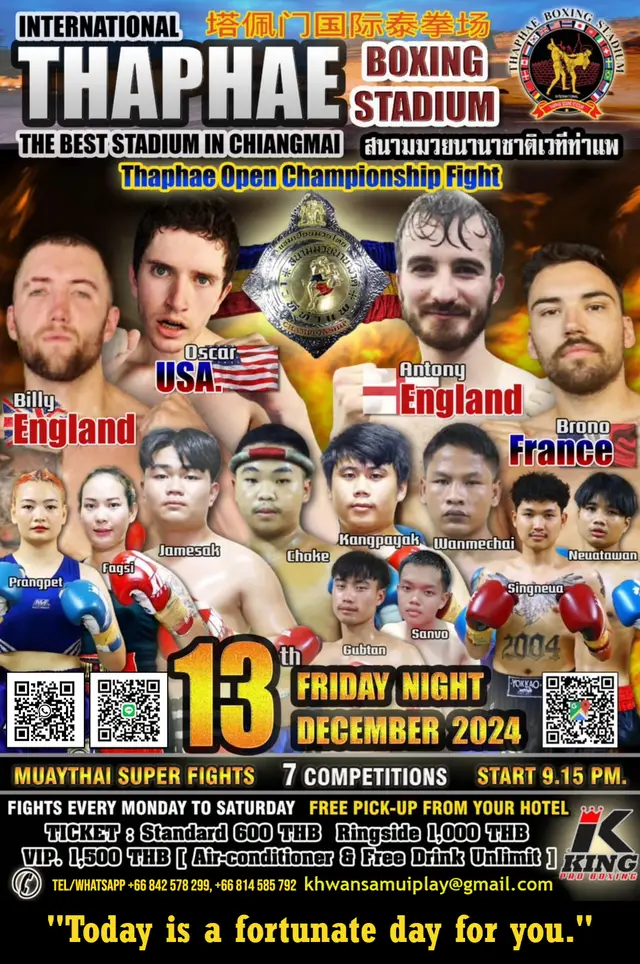 INTERNATIONAL
塔佩门国际泰拳场
THAPHAE
BOXING
STADIUM
THAPHAE BOXING STADIUM
THE BEST STADIUM IN CHIANGMAI
สนามมวยนานาชาติเวทีท่าแพ
Thaphae Open Championship Fight
CHAMPIONSHIP
Oscar
USA.
Antony
England
Billy
England
Brono
France
Prangpet
Fagsi
Jamesak
Choke
Kangpayak
Wanmechai
Singneua
Neuatawan
Gubtan
Sanvo
2004
YOKKAO
13th
FRIDAY NIGHT
DECEMBER 2024
MUAYTHAI SUPER FIGHTS 7 COMPETITIONS START 9.15 PM.
FIGHTS EVERY MONDAY TO SATURDAY FREE PICK-UP FROM YOUR HOTEL
TICKET : Standard 600 THB Ringside 1,000 THB
VIP. 1,500 THB [ Air-conditioner & Free Drink Unlimit ]
KING
PRO BOXING
TEL/WHATSAPP +66 842 578 299, +66 814 585 792 khwansamuiplay@gmail.com
"Today is a fortunate day for you."